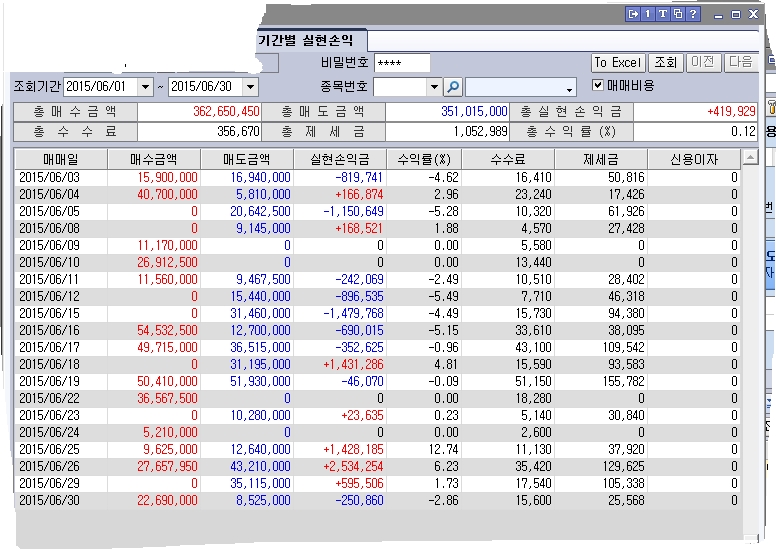 1 T ?
기간별 실현손익
비밀번호 **** To Excel 조회 이전 다음
조회기간 2015/06/01 ~ 2015/06/30 종목번호 매매비용
총 매 수 금 액 362,650,450 총 매 도 금 액 351,015,000 총 실 현 손 익 금 +419,929
총 수 수 료 356,670 총 제 세 금 1,052,989 총 수 익 률 (%) 0.12
매매일 매수금액 매도금액 실현손익금 수익률(%) 수수료 제세금 신용이자
2015/06/03 15,900,000 16,940,000 -819,741 -4.62 16,410 50,816 0
2015/06/04 40,700,000 5,810,000 +166,874 2.96 23,240 17,426 0
2015/06/05 0 20,642,500 -1,150,649 -5.28 10,320 61,926 0
2015/06/08 0 9,145,000 +168,521 1.88 4,570 27,428 0
2015/06/09 11,170,000 0 0 0.00 5,580 0
2015/06/10 26,912,500 0 0 0.00 13,440 0
2015/06/11 11,560,000 9,467,500 -242,069 -2.49 10,510 28,402 0
2015/06/12 0 15,440,000 -896,535 -5.49 7,710 46,318 0
2015/06/15 0 31,460,000 -1,479,768 -4.49 15,730 94,380 0
2015/06/16 54,532,500 12,700,000 -690,015 -5.15 33,610 38,095 0
2015/06/17 49,715,000 36,515,000 -352,625 -0.96 43,100 109,542 0
2015/06/18 0 31,195,000 +1,431,286 4.81 15,590 93,583 0
2015/06/19 50,410,000 51,930,000 -46,070 -0.09 51,150 155,782 0
2015/06/22 36,567,500 0 0 0.00 18,280 0
2015/06/23 0 10,280,000 +23,635 0.23 5,140 30,840 0
2015/06/24 5,210,000 0 0 0.00 2,600 0
2015/06/25 9,625,000 12,640,000 +1,428,185 12.74 11,130 37,920 0
2015/06/26 27,657,950 43,210,000 +2,534,254 6.23 35,420 129,625 0
2015/06/29 0 35,115,000 +595,506 1.73 17,540 105,338 0
2015/06/30 22,690,000 8,525,000 -250,860 -2.86 15,600 25,568 0